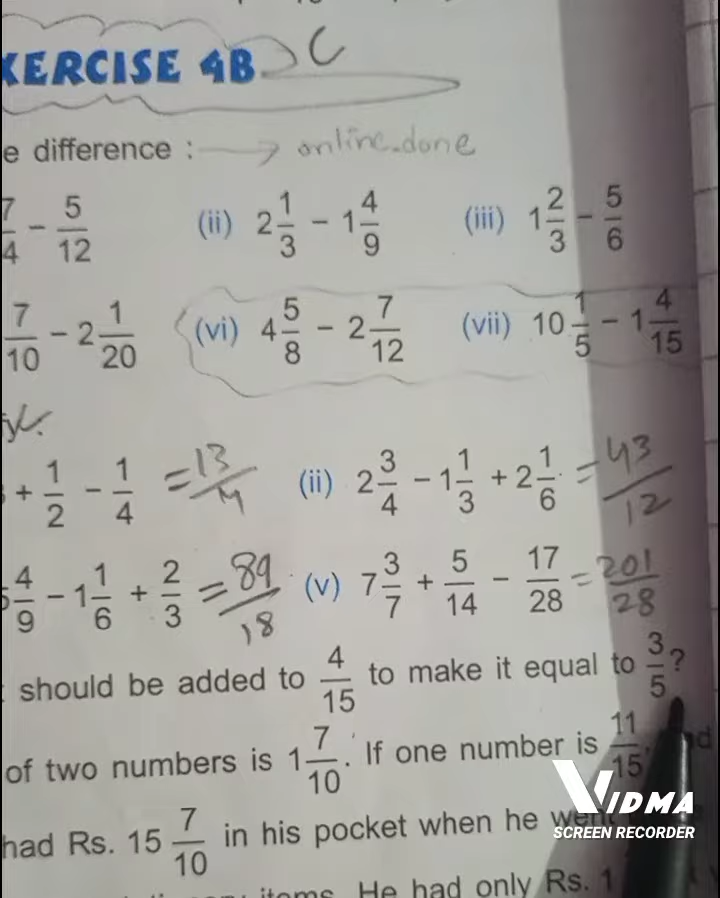 EXERCISE 4B C
e difference : → online done
7/4 - 5/12 (ii) 2 1/3 - 1 4/9 (iii) 1 2/3 - 5/6
7/10 - 2 1/20 (vi) 4 5/8 - 2 7/12 (vii) 10 1/5 - 1 4/15
+ 1/2 - 1/4 = 13/4 (ii) 2 3/4 - 1 1/3 + 2 1/6 = 43/12
5 4/9 - 1 1/6 + 2/3 = 89/18 (v) 7 3/7 + 5/14 - 17/28 = 201/28
should be added to 4/15 to make it equal to 3/5?
of two numbers is 1 7/10. If one number is 11/15.
had Rs. 15 7/10 in his pocket when he went
items. He had only Rs. 1
VIDMA
SCREEN RECORDER